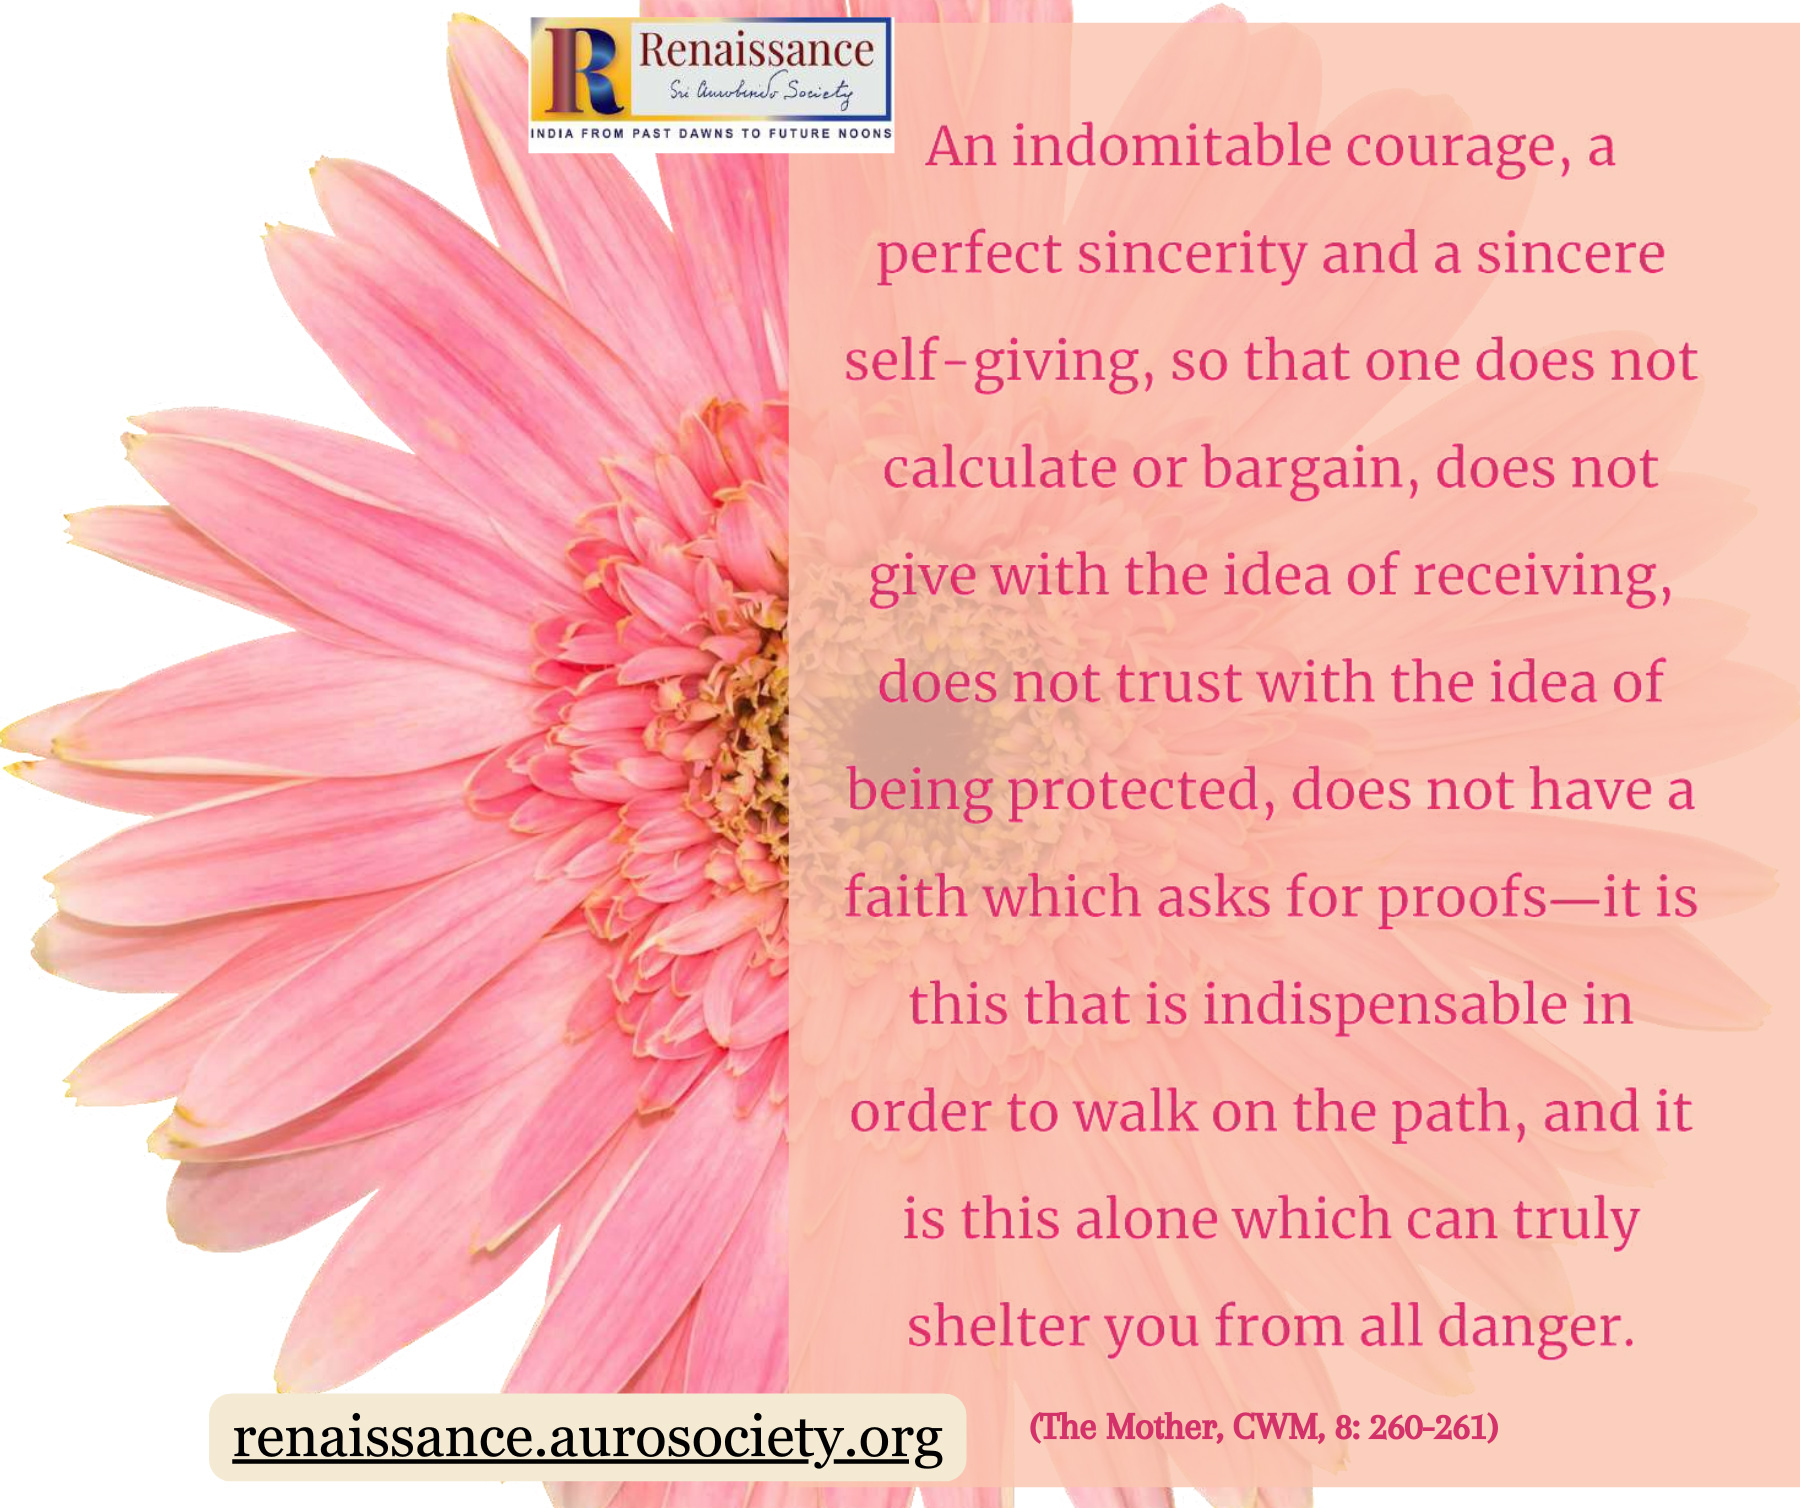 R Renaissance
Sri Aurobindo Society
INDIA FROM PAST DAWNS TO FUTURE NOONS
An indomitable courage, a
perfect sincerity and a sincere
self-giving, so that one does not
calculate or bargain, does not
give with the idea of receiving,
does not trust with the idea of
being protected, does not have a
faith which asks for proofs—it is
this that is indispensable in
order to walk on the path, and it
is this alone which can truly
shelter you from all danger.
(The Mother, CWM, 8: 260-261)
renaissance.aurosociety.org